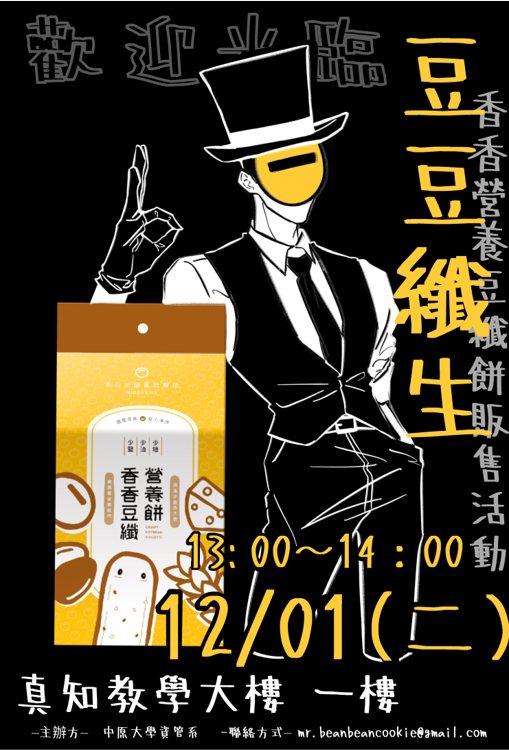 歡迎光臨
豆豆纖生
香香營養豆纖餅販售活動
少糖
少油
少鹽
營養餅
香香豆纖
13:00～14:00
12/01(二)
真知教學大樓 一樓
—主辦方— 中原大學資管系 —聯絡方式— mr.beanbeancookie@gmail.com